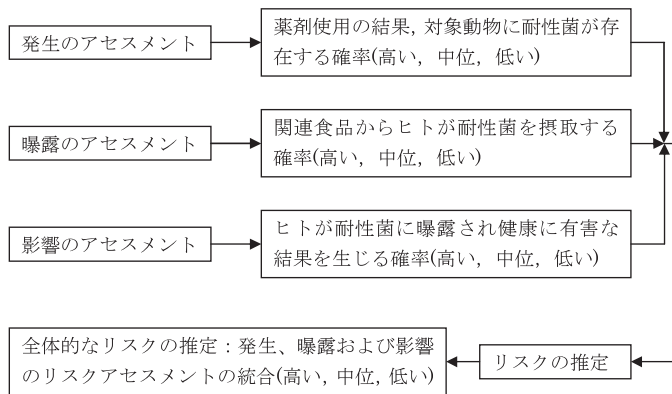 発生のアセスメント
薬剤使用の結果, 対象動物に耐性菌が存
在する確率(高い, 中位, 低い)
曝露のアセスメント
関連食品からヒトが耐性菌を摂取する
確率(高い, 中位, 低い)
影響のアセスメント
ヒトが耐性菌に曝露され健康に有害な
結果を生じる確率(高い, 中位, 低い)
全体的なリスクの推定：発生、曝露および影響
のリスクアセスメントの統合(高い, 中位, 低い)
リスクの推定